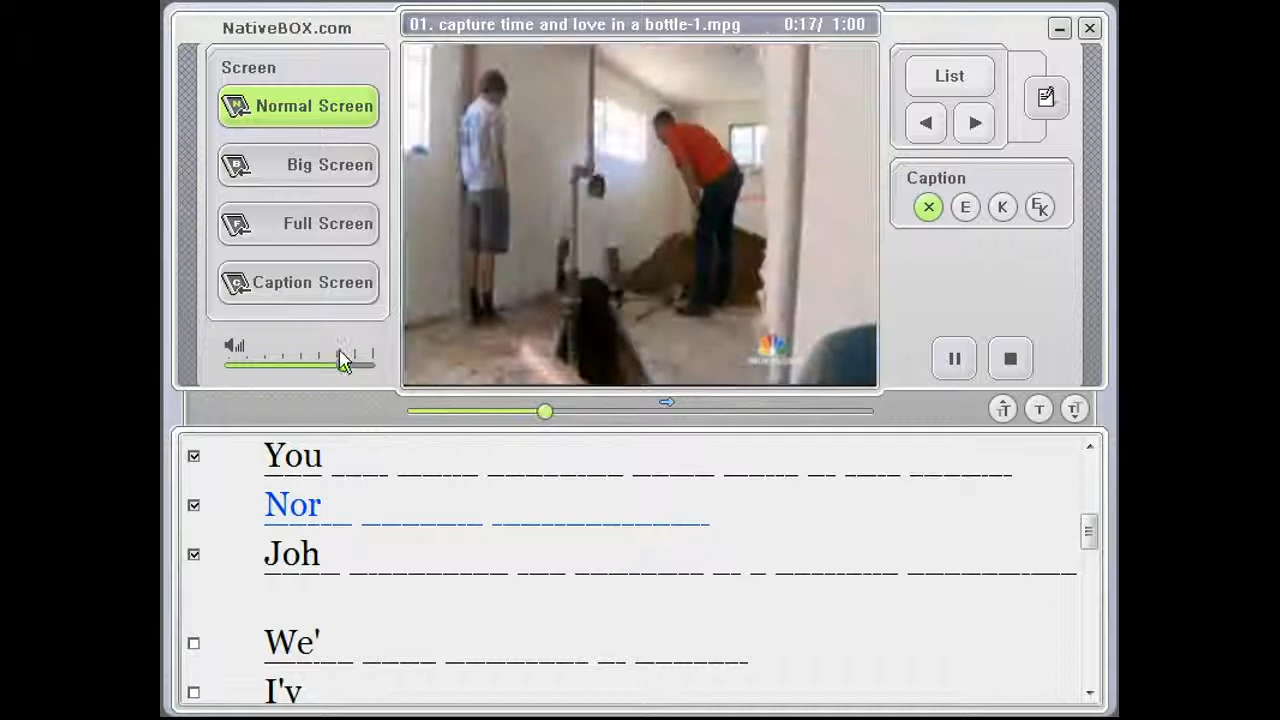 NativeBOX.com
01. capture time and love in a bottle-1.mpg 0:17/ 1:00
Screen
Normal Screen
Big Screen
Full Screen
Caption Screen
List
Caption
E K EK
T T T
You
Nor
Joh
We'
I'v